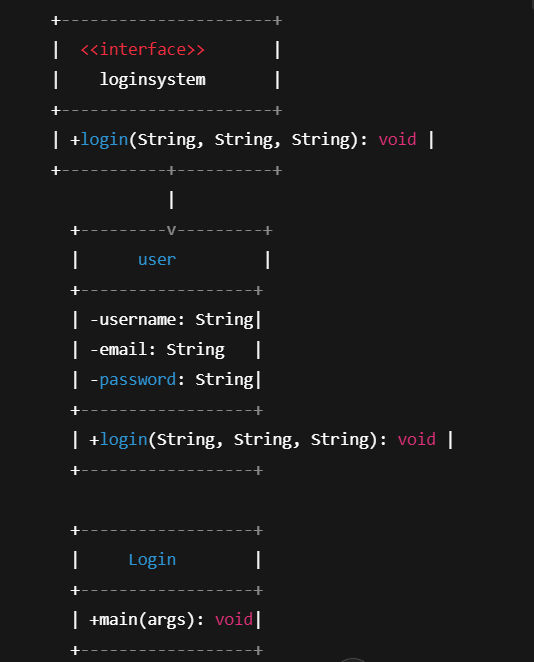 +----------------------+
|  <<interface>>       |
|    loginsystem       |
+----------------------+
| +login(String, String, String): void |
+-----------+----------+
            |
  +---------v---------+
  |      user         |
  +------------------+
  | -username: String|
  | -email: String   |
  | -password: String|
  +------------------+
  | +login(String, String, String): void |
  +------------------+
  +------------------+
  |     Login        |
  +------------------+
  | +main(args): void|
  +------------------+